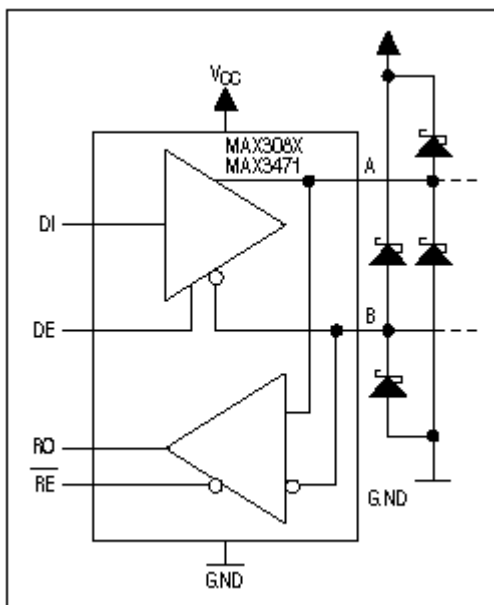 VCC
MAX308X
MAX3471
A
DI
DE
B
RO
RE
GND
GND